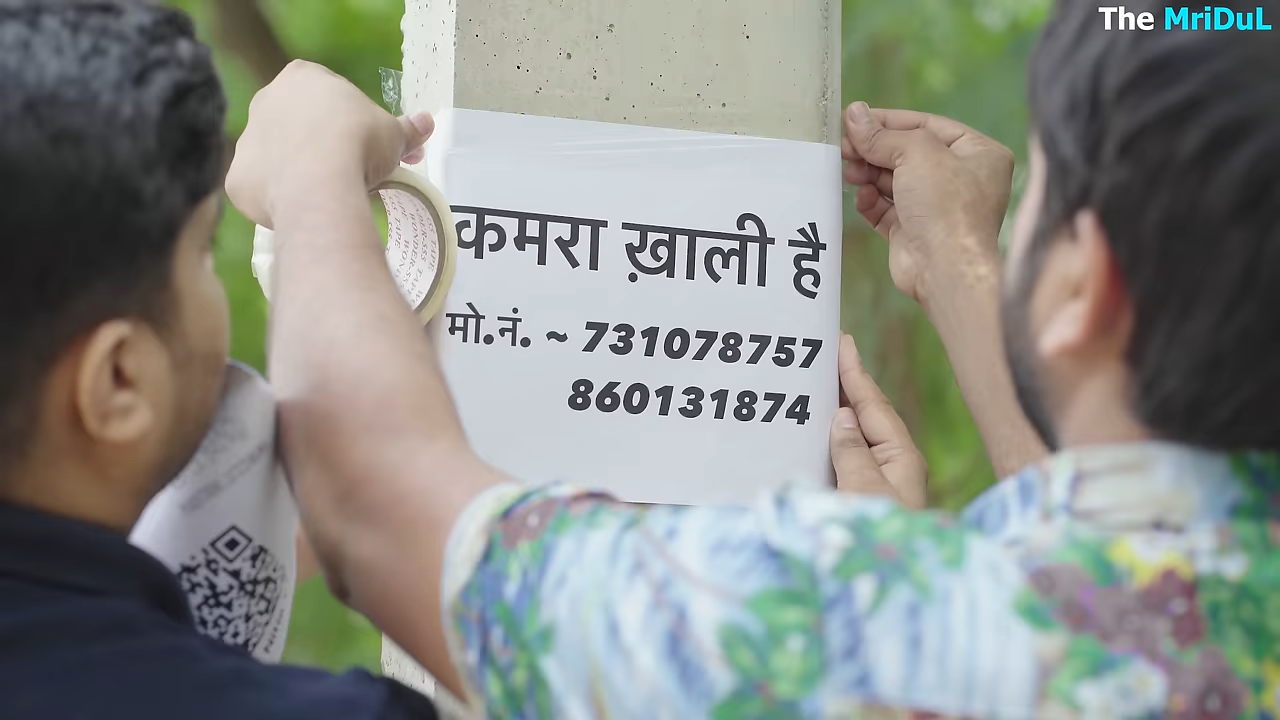 The MriDuL
कमरा ख़ाली है
मो.नं. ~ 731078757
860131874